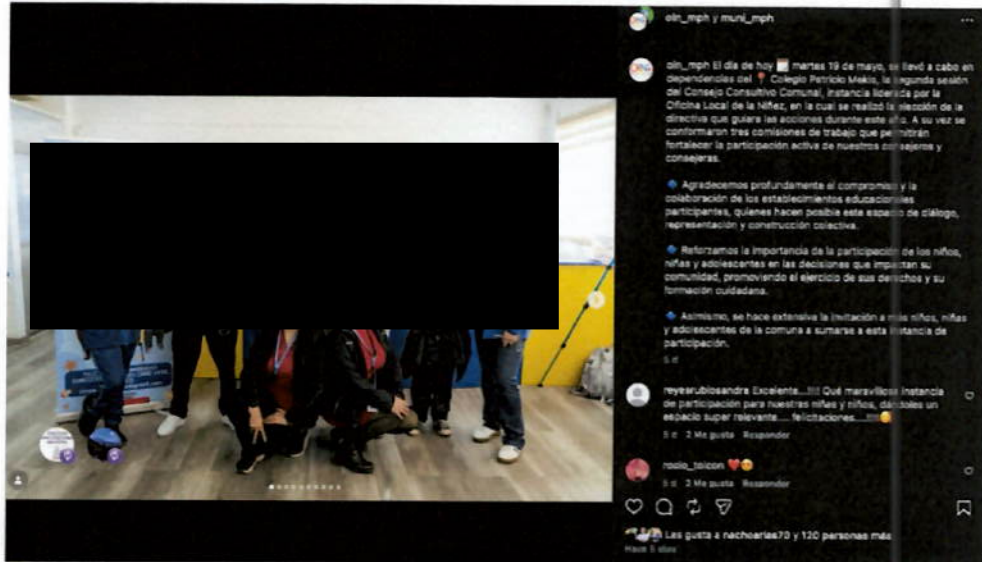 oln_mph y muni_mph
oln_mph El día de hoy martes 19 de mayo, se llevó a cabo en
dependencias del Colegio Patricio Mekis, la segunda sesión
del Consejo Consultivo Comunal, instancia liderada por la
Oficina Local de la Niñez, en la cual se realizó la elección de la
directiva que guiara las acciones durante este año. A su vez se
conformaron tres comisiones de trabajo que permitirán
fortalecer la participación activa de nuestros consejeros y
consejeras.
Agradecemos profundamente el compromiso y la
colaboración de los establecimientos educacionales
participantes, quienes hacen posible este espacio de diálogo,
representación y construcción colectiva.
Reforzamos la importancia de la participación de los niños,
niñas y adolescentes en las decisiones que impactan su
comunidad, promoviendo el ejercicio de sus derechos y su
formación ciudadana.
Asimismo, se hace extensiva la invitación a más niños, niñas
y adolescentes de la comuna a sumarse a esta instancia de
participación.
5 d
reyesrubiosandra Excelente...!!!! Qué maravillosa instancia
de participación para nuestras niñas y niños, dándoles un
espacio super relevante.... felicitaciones...!!!!
5 d 2 Me gusta Responder
rocio_tolcon
5 d 2 Me gusta Responder
Les gusta a nachoarias70 y 120 personas más
Hace 5 días